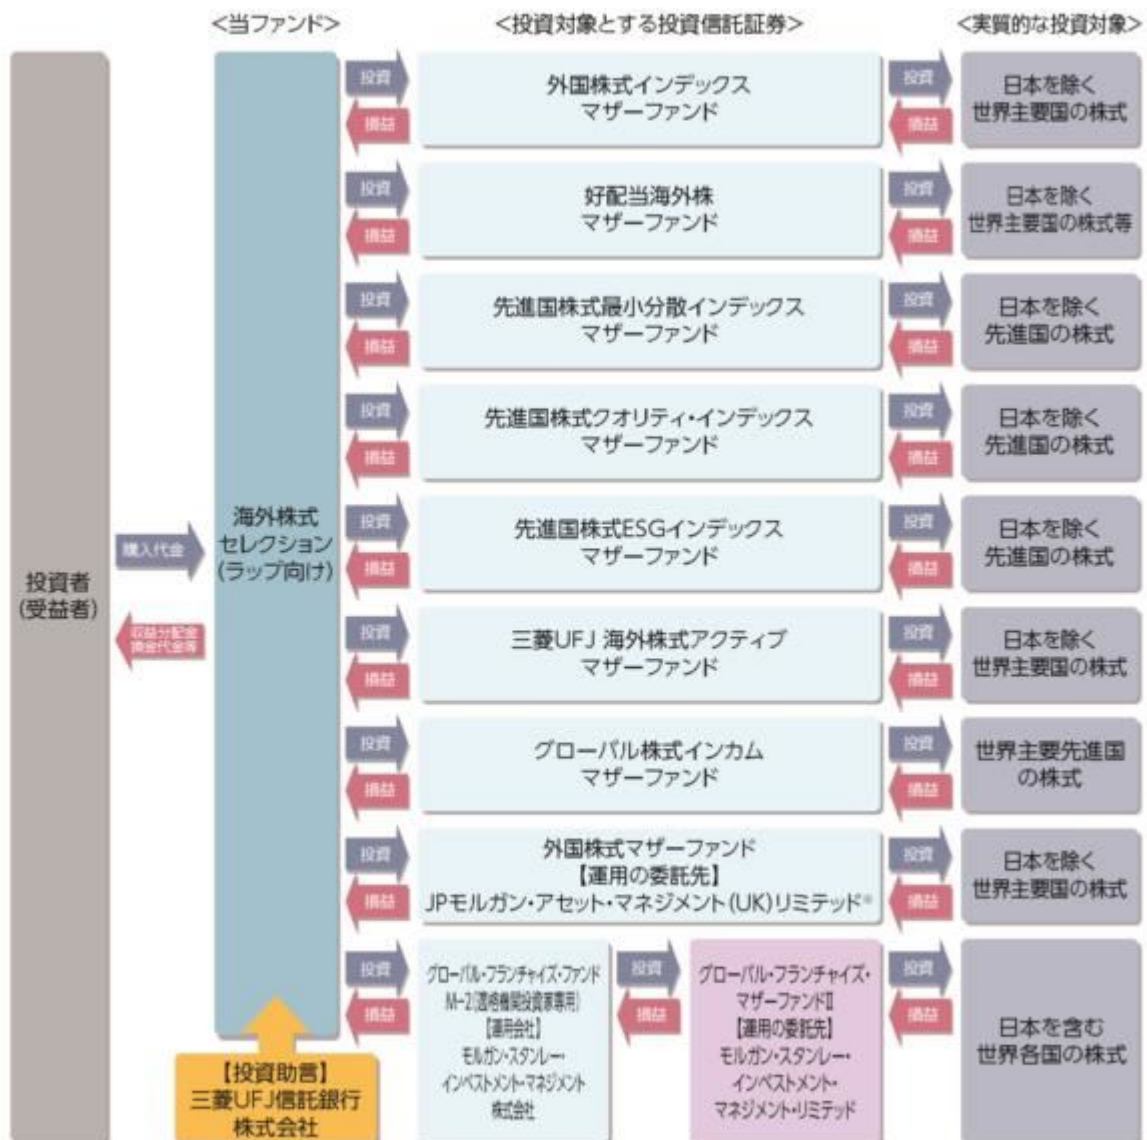 <当ファンド>
<投資対象とする投資信託証券>
<実質的な投資対象>
投資者
(受益者)
購入代金
収益分配金
換金代金等
海外株式
セレクション
(ラップ向け)
【投資助言】
三菱UFJ信託銀行
株式会社
投資
損益
外国株式インデックス
マザーファンド
投資
損益
日本を除く
世界主要国の株式
投資
損益
好配当海外株
マザーファンド
投資
損益
日本を除く
世界主要国の株式等
投資
損益
先進国株式最小分散インデックス
マザーファンド
投資
損益
日本を除く
先進国の株式
投資
損益
先進国株式クオリティ・インデックス
マザーファンド
投資
損益
日本を除く
先進国の株式
投資
損益
先進国株式ESGインデックス
マザーファンド
投資
損益
日本を除く
先進国の株式
投資
損益
三菱UFJ 海外株式アクティブ
マザーファンド
投資
損益
日本を除く
世界主要国の株式
投資
損益
グローバル株式インカム
マザーファンド
投資
損益
世界主要先進国
の株式
投資
損益
外国株式マザーファンド
【運用の委託先】
JPモルガン・アセット・マネジメント(UK)リミテッド※
投資
損益
日本を除く
世界主要国の株式
投資
損益
グローバル・フランチャイズ・ファンド
M-2(適格機関投資家専用)
【運用会社】
モルガン・スタンレー・
インベストメント・マネジメント
株式会社
投資
損益
グローバル・フランチャイズ・
マザーファンドⅡ
【運用の委託先】
モルガン・スタンレー・
インベストメント・
マネジメント・リミテッド
投資
損益
日本を含む
世界各国の株式